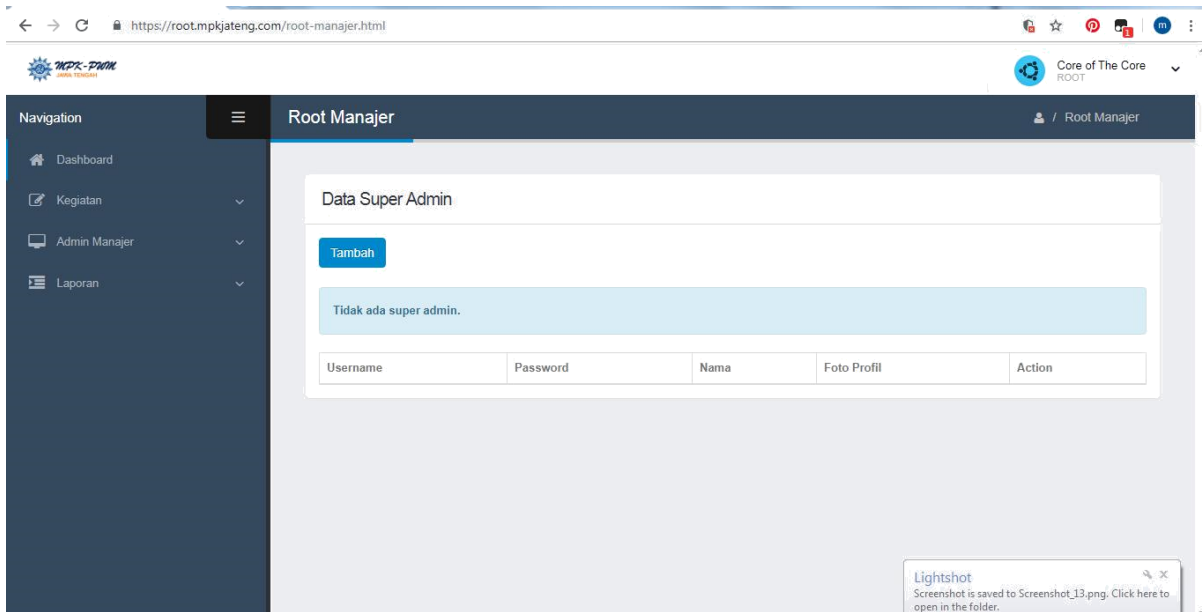 https://root.mpkjateng.com/root-manajer.html
1
m
MPK-PWM
JAWA TENGAH
Core of The Core
ROOT
Navigation
Root Manajer
/ Root Manajer
Dashboard
Kegiatan
Admin Manajer
Laporan
Data Super Admin
Tambah
Tidak ada super admin.
Username Password Nama Foto Profil Action
Lightshot
Screenshot is saved to Screenshot_13.png. Click here to
open in the folder.